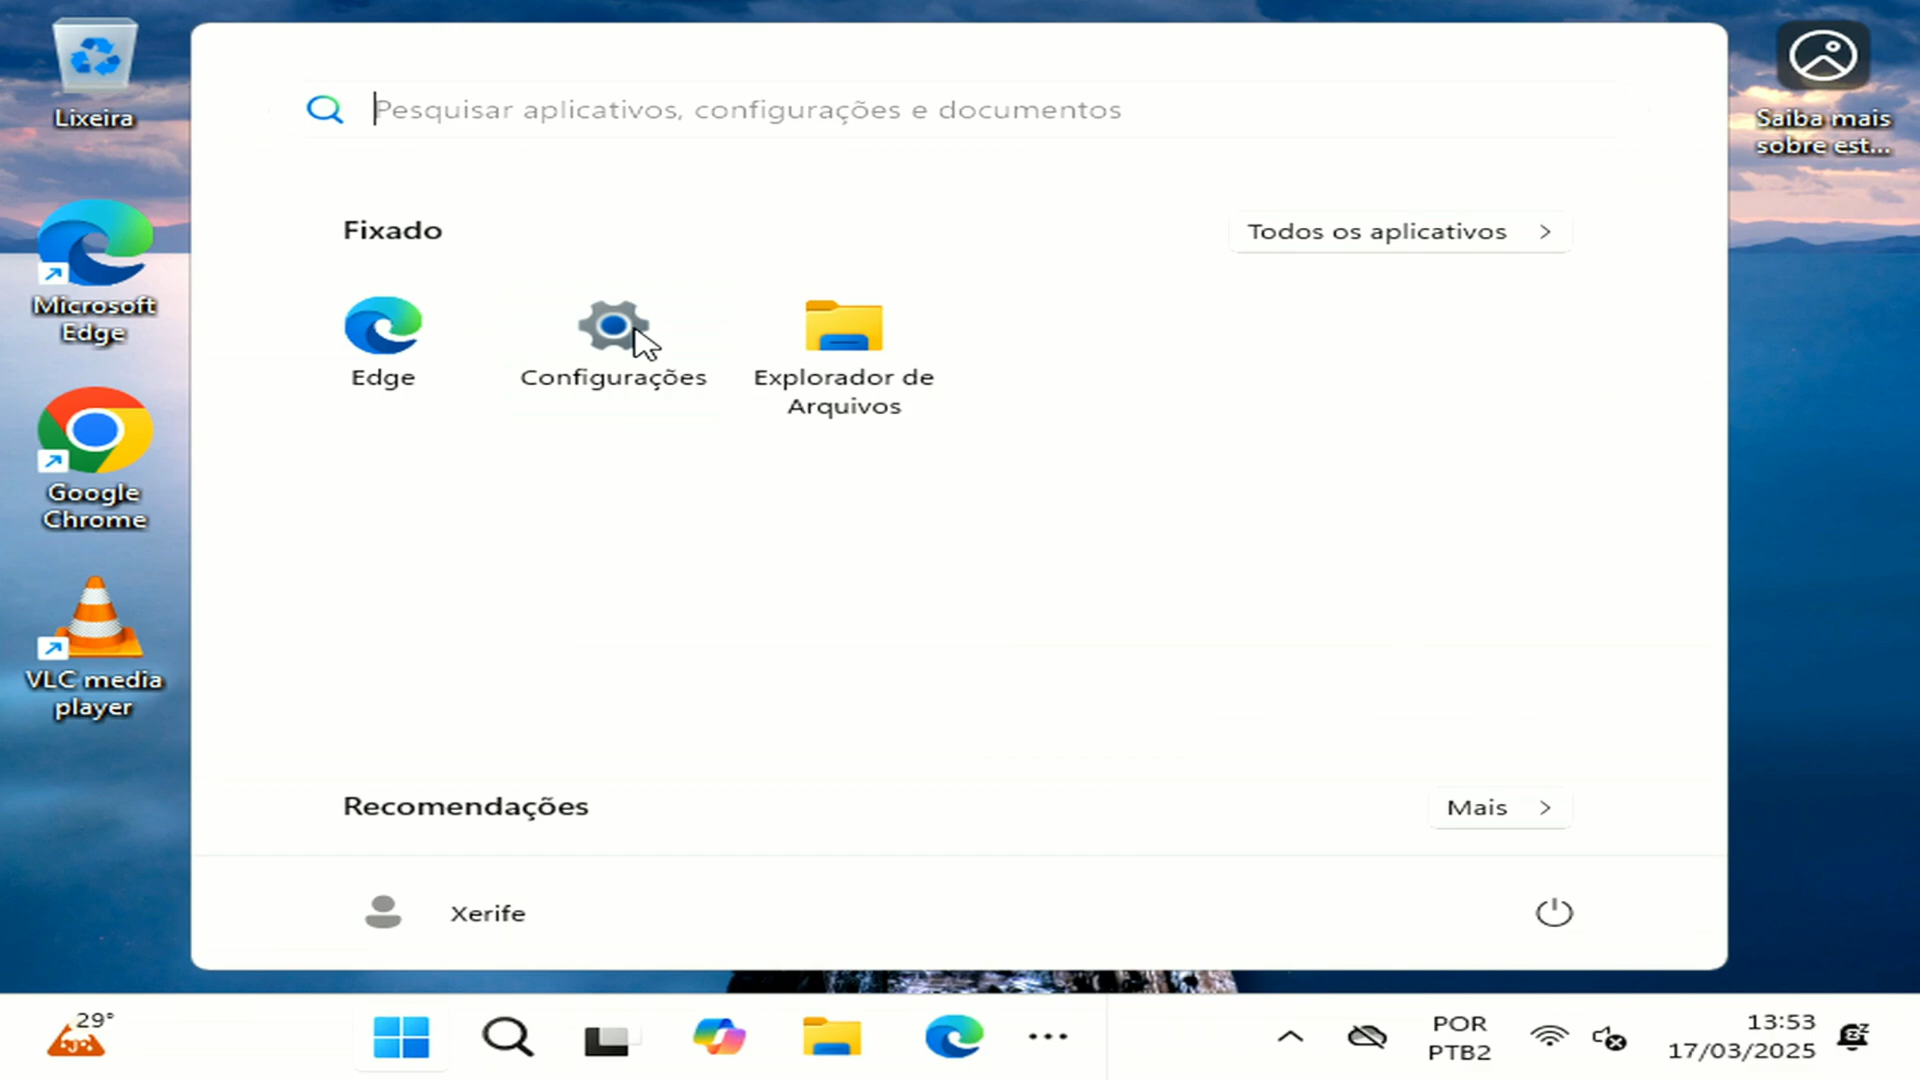 Lixeira
Microsoft
Edge
Google
Chrome
VLC media
player
Saiba mais
sobre est...
Pesquisar aplicativos, configurações e documentos
Fixado
Todos os aplicativos
Edge
Configurações
Explorador de
Arquivos
Recomendações
Mais
Xerife
29°
POR
PTB2
13:53
17/03/2025